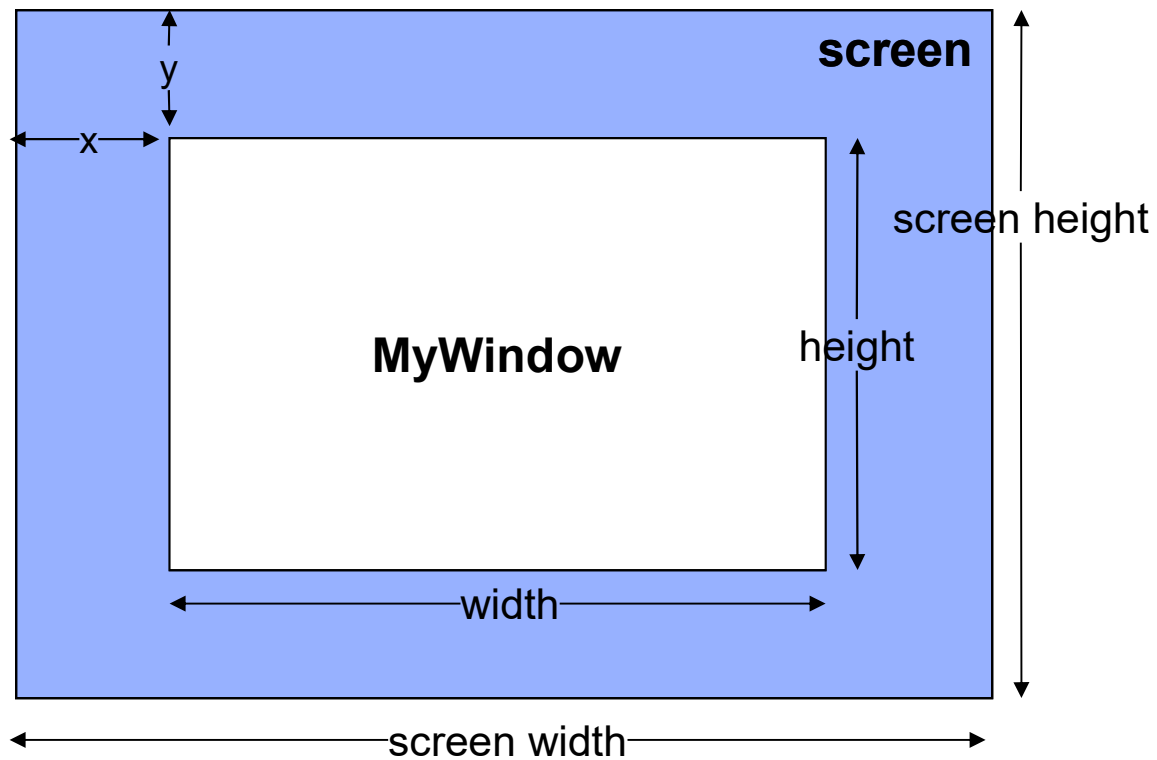 screen
y
x
screen height
height
MyWindow
width
screen width